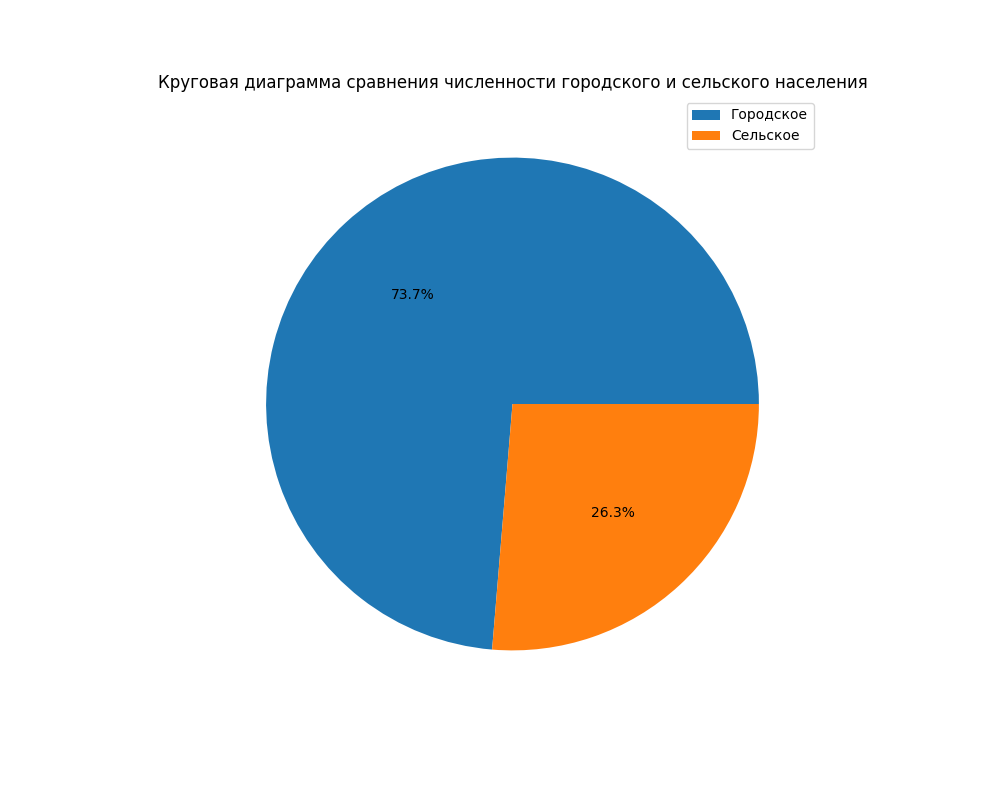 Круговая диаграмма сравнения численности городского и сельского населения
Городское
Сельское
73.7%
26.3%